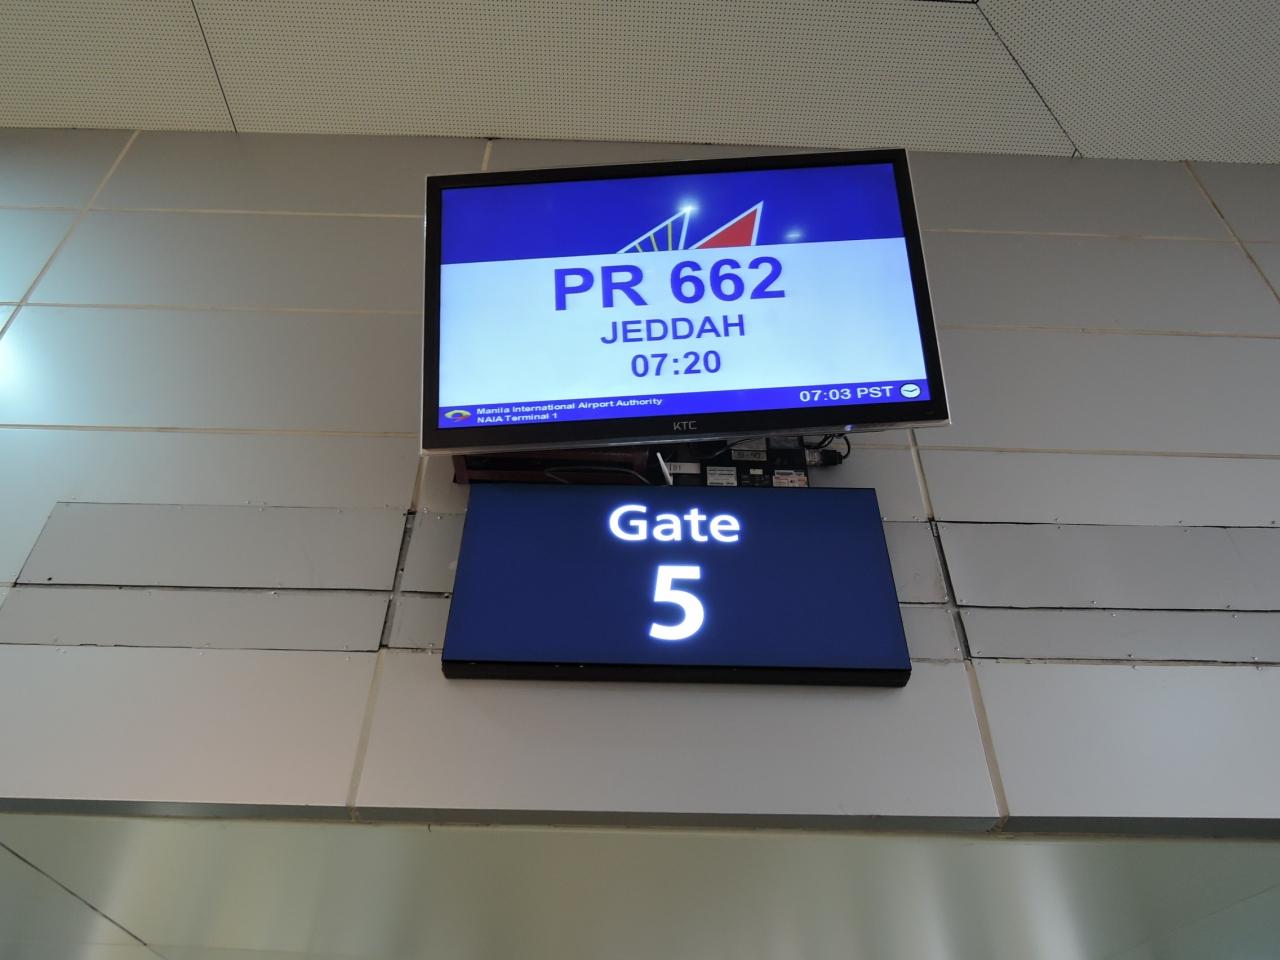 PR 662
JEDDAH
07:20
Manila International Airport Authority
NAIA Terminal 1
07:03 PST
KTC
Gate
5